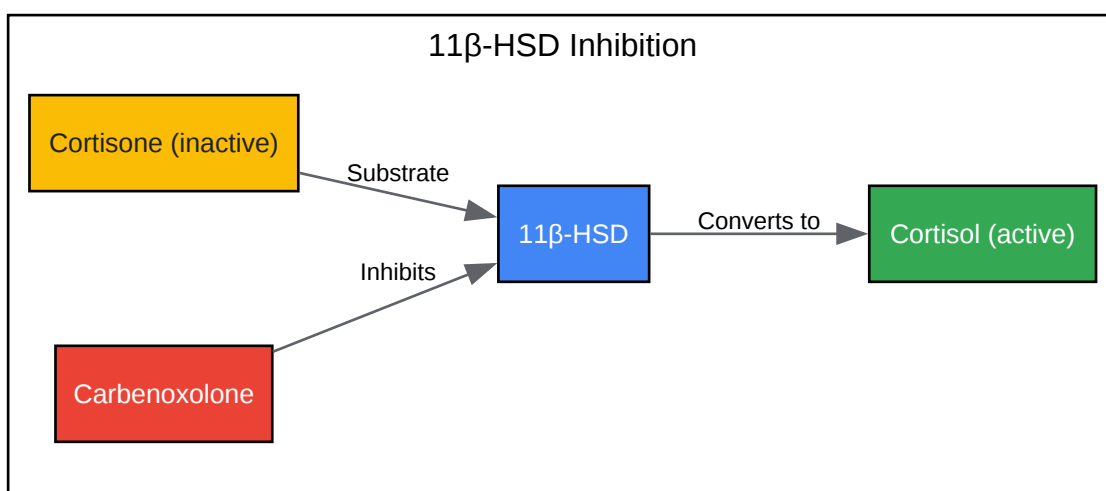 11β-HSD Inhibition
Cortisone (inactive)
Substrate
11β-HSD
Converts to
Cortisol (active)
Inhibits
Carbenoxolone